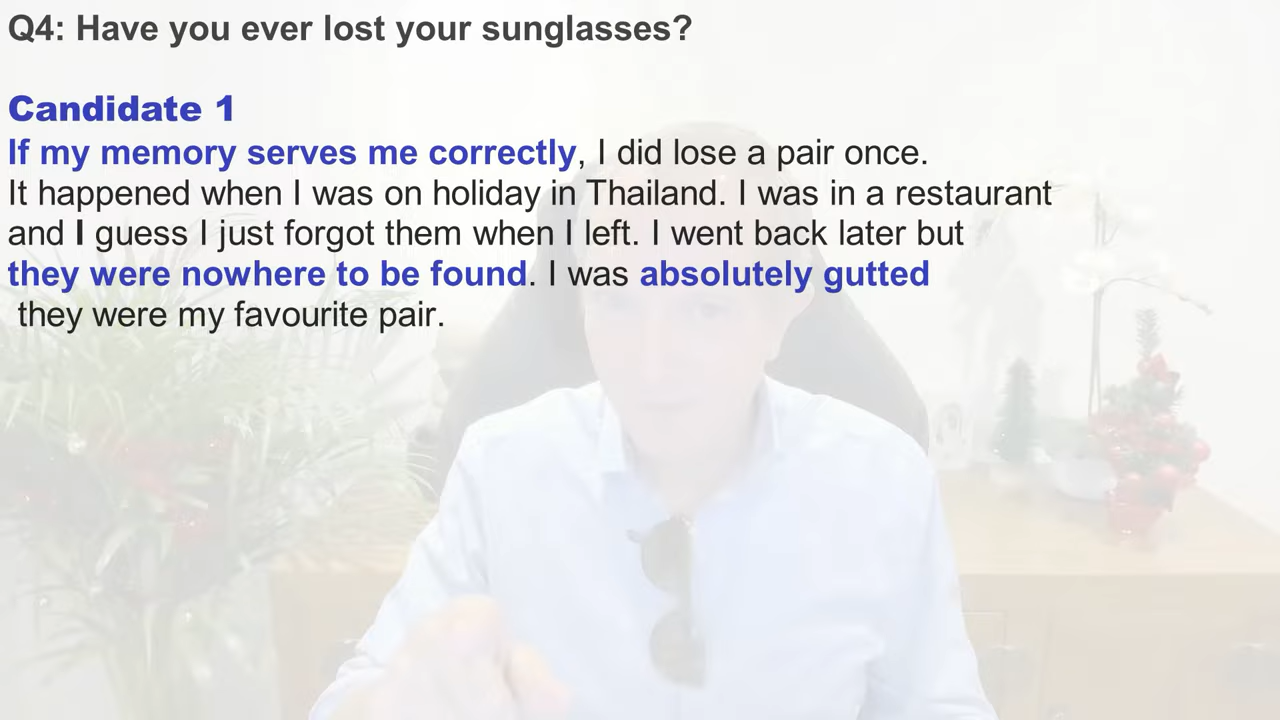 Q4: Have you ever lost your sunglasses?
Candidate 1
If my memory serves me correctly, I did lose a pair once.
It happened when I was on holiday in Thailand. I was in a restaurant
and I guess I just forgot them when I left. I went back later but
they were nowhere to be found. I was absolutely gutted
they were my favourite pair.